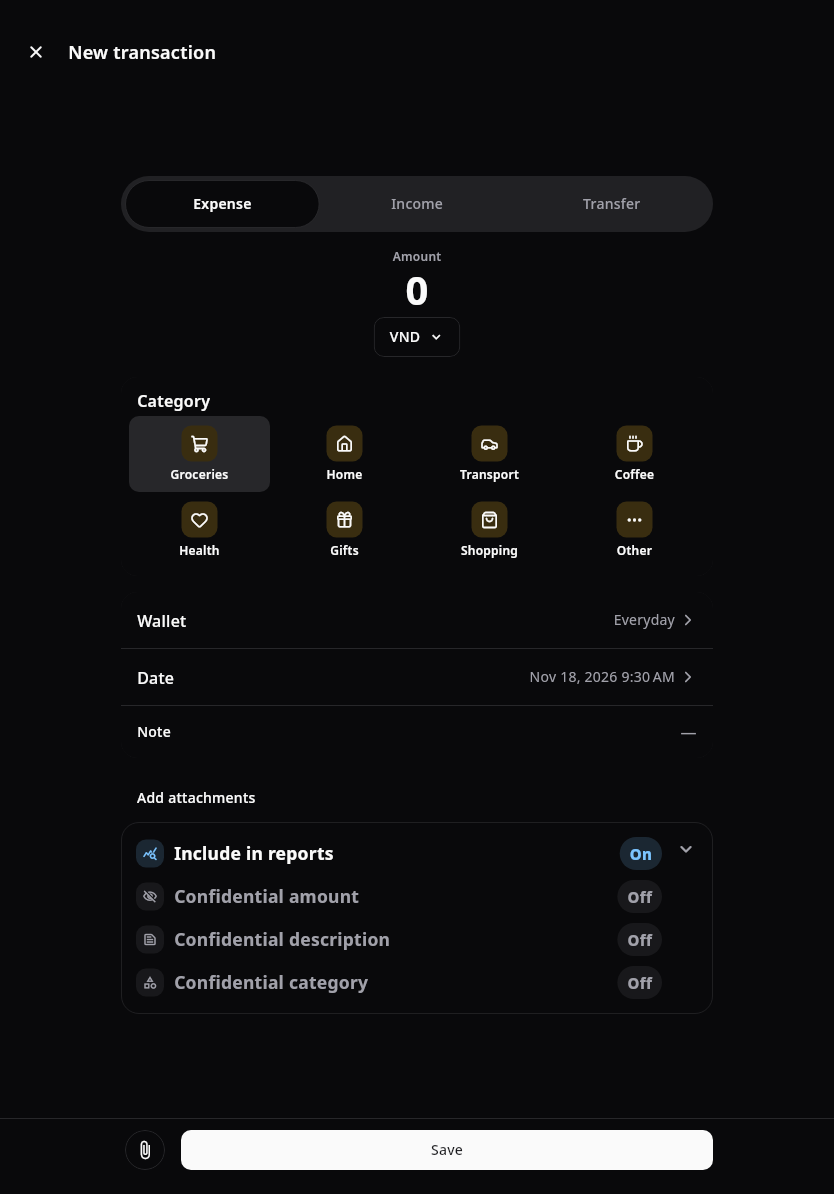 New transaction
Expense Income Transfer
Amount
0
VND
Category
Groceries Home Transport Coffee
Health Gifts Shopping Other
Wallet Everyday
Date Nov 18, 2026 9:30 AM
Note —
Add attachments
Include in reports On
Confidential amount Off
Confidential description Off
Confidential category Off
Save